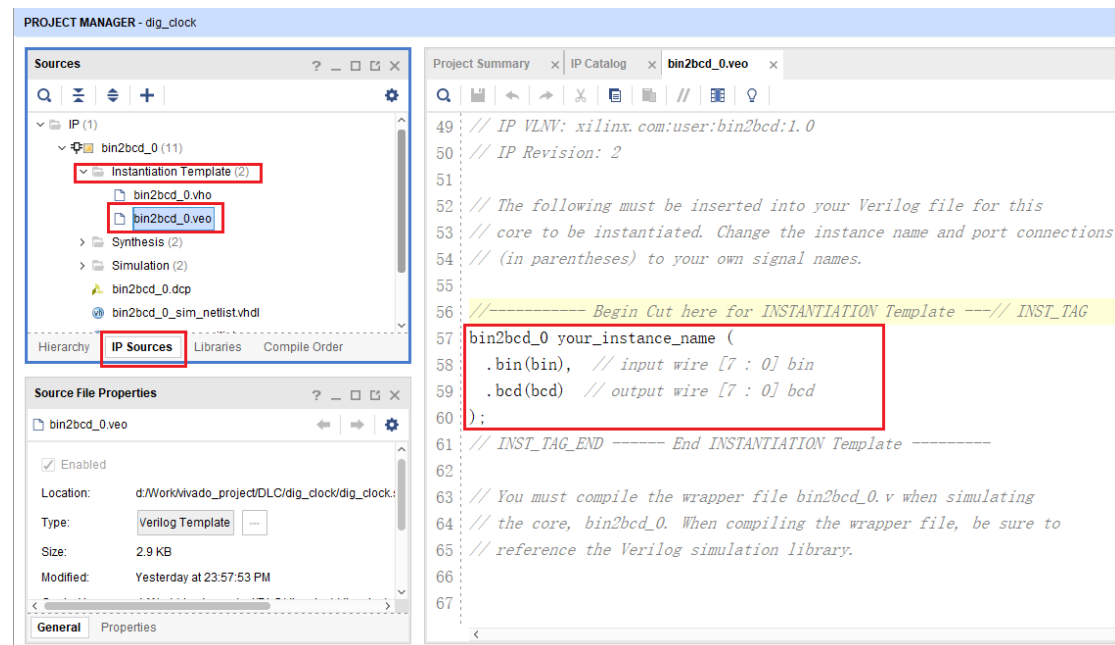 PROJECT MANAGER - dig_clock
Sources
IP (1)
bin2bcd_0 (11)
Instantiation Template (2)
bin2bcd_0.vho
bin2bcd_0.veo
Synthesis (2)
Simulation (2)
bin2bcd_0.dcp
bin2bcd_0_sim_netlist.vhdl
Hierarchy IP Sources Libraries Compile Order
Source File Properties
bin2bcd_0.veo
Enabled
Location: d:/Work/vivado_project/DLC/dig_clock/dig_clock.s
Type: Verilog Template ...
Size: 2.9 KB
Modified: Yesterday at 23:57:53 PM
General Properties
Project Summary IP Catalog bin2bcd_0.veo
49 // IP VLNV: xilinx.com:user:bin2bcd:1.0
50 // IP Revision: 2
51
52 // The following must be inserted into your Verilog file for this
53 // core to be instantiated. Change the instance name and port connections
54 // (in parentheses) to your own signal names.
55
56 //----------- Begin Cut here for INSTANTIATION Template ---// INST_TAG
57 bin2bcd_0 your_instance_name (
58 .bin(bin), // input wire [7 : 0] bin
59 .bcd(bcd) // output wire [7 : 0] bcd
60 );
61 // INST_TAG_END ------ End INSTANTIATION Template ---------
62
63 // You must compile the wrapper file bin2bcd_0.v when simulating
64 // the core, bin2bcd_0. When compiling the wrapper file, be sure to
65 // reference the Verilog simulation library.
66
67